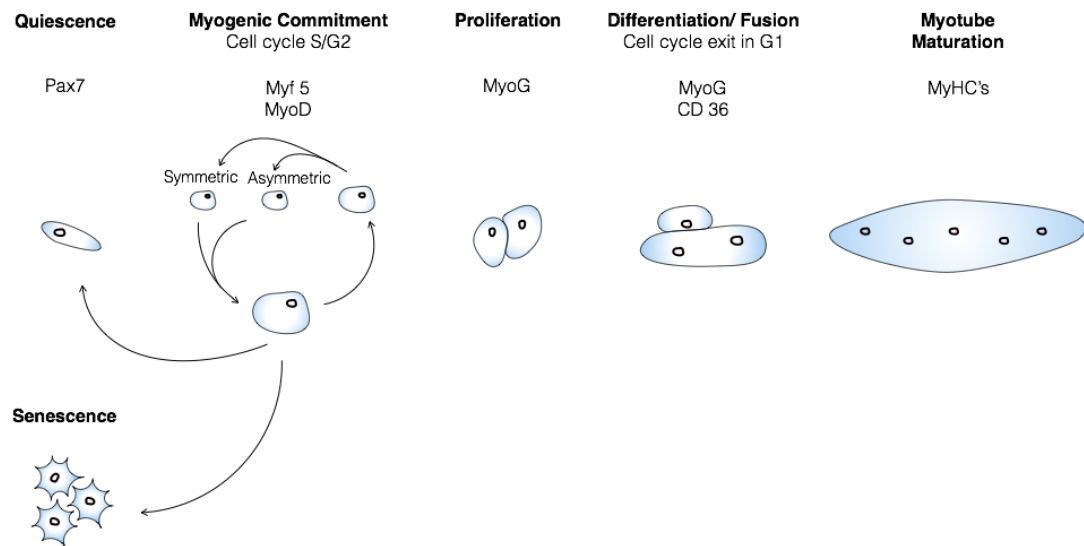 Quiescence
Myogenic Commitment
Cell cycle S/G2
Proliferation
Differentiation/ Fusion
Cell cycle exit in G1
Myotube
Maturation
Pax7
Myf 5
MyoD
MyoG
MyoG
CD 36
MyHC's
Symmetric
Asymmetric
Senescence